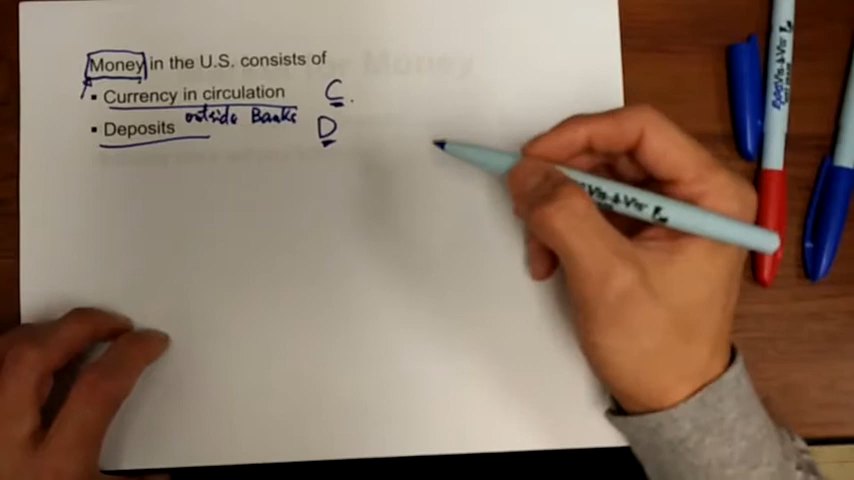 Money in the U.S. consists of
▪ Currency in circulation C
outside Banks
▪ Deposits D